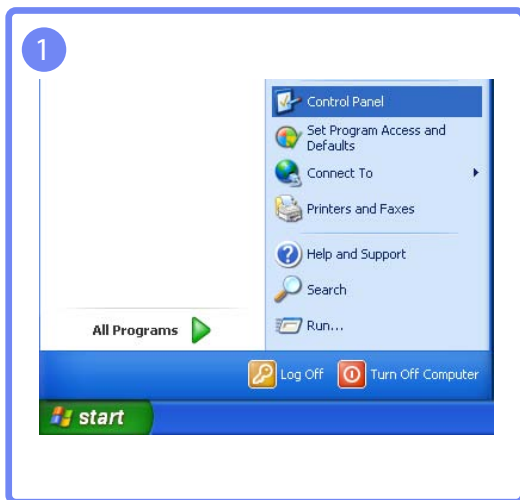 1
Control Panel
Set Program Access and
Defaults
Connect To
Printers and Faxes
Help and Support
Search
Run...
All Programs
Log Off
Turn Off Computer
start